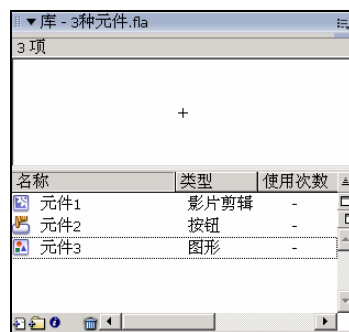 库 - 3种元件.fla
3 项
名称 类型 使用次数
元件1 影片剪辑 -
元件2 按钮 -
元件3 图形 -